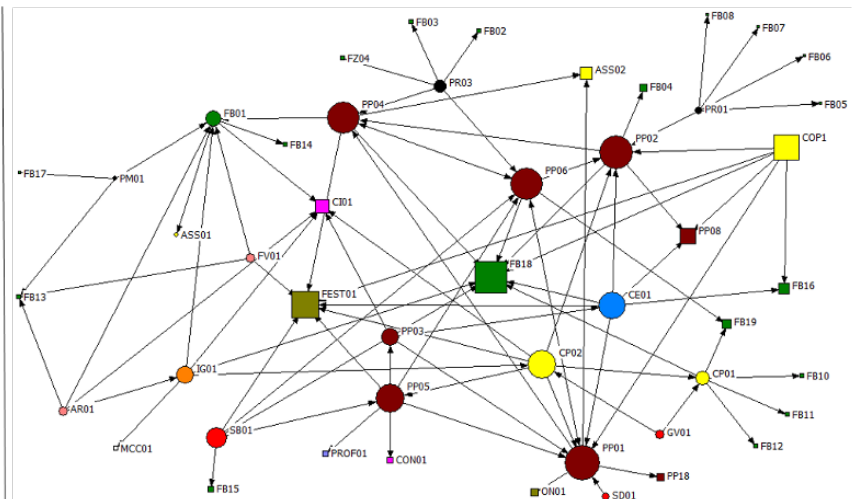 FB03
FB02
FB08
FB07
FZ04
PR03
ASS02
FB06
FB04
PR01
FB05
PP04
FB01
PP02
COP1
FB14
FB17
PM01
PP06
CI01
ASS01
PP08
FV01
FB18
FEST01
CE01
FB16
FB13
PP03
FB19
CP02
IG01
CP01
FB10
PP05
AR01
FB11
SB01
GV01
MCC01
PROF01
CON01
FB12
PP01
PP18
FB15
ON01
SD01